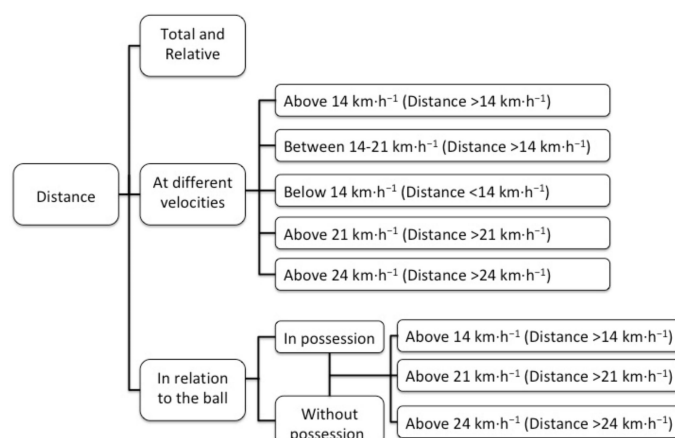 Total and
Relative
Distance
At different
velocities
Above 14 km·h⁻¹ (Distance >14 km·h⁻¹)
Between 14-21 km·h⁻¹ (Distance >14 km·h⁻¹)
Below 14 km·h⁻¹ (Distance <14 km·h⁻¹)
Above 21 km·h⁻¹ (Distance >21 km·h⁻¹)
Above 24 km·h⁻¹ (Distance >24 km·h⁻¹)
In relation
to the ball
In possession
Without
possession
Above 14 km·h⁻¹ (Distance >14 km·h⁻¹)
Above 21 km·h⁻¹ (Distance >21 km·h⁻¹)
Above 24 km·h⁻¹ (Distance >24 km·h⁻¹)